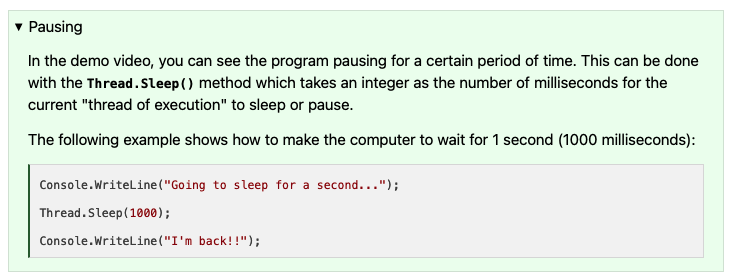 Pausing
In the demo video, you can see the program pausing for a certain period of time. This can be done
with the Thread.Sleep() method which takes an integer as the number of milliseconds for the
current "thread of execution" to sleep or pause.
The following example shows how to make the computer to wait for 1 second (1000 milliseconds):
Console.WriteLine("Going to sleep for a second...");
Thread.Sleep(1000);
Console.WriteLine("I'm back!!");